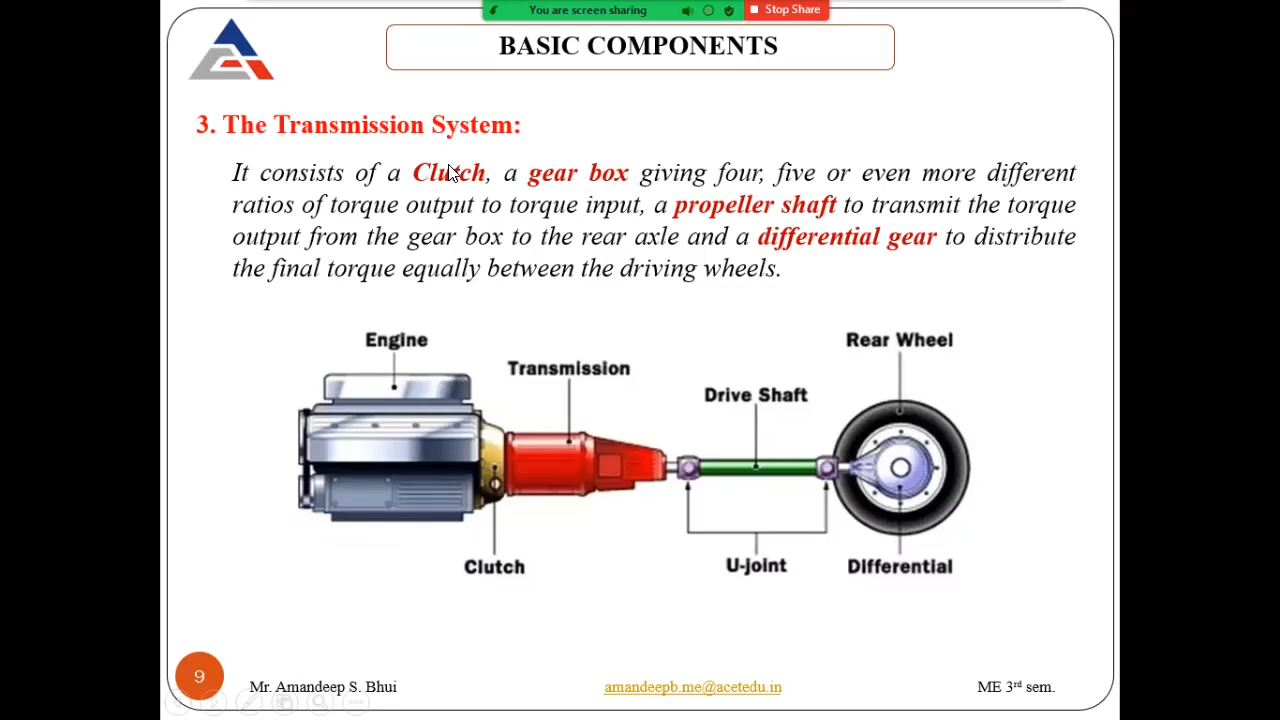 You are screen sharing
Stop Share
BASIC COMPONENTS
3. The Transmission System:
It consists of a Clutch, a gear box giving four, five or even more different
ratios of torque output to torque input, a propeller shaft to transmit the torque
output from the gear box to the rear axle and a differential gear to distribute
the final torque equally between the driving wheels.
Engine
Rear Wheel
Transmission
Drive Shaft
Clutch
U-joint
Differential
9
Mr. Amandeep S. Bhui
amandeepb.me@acetedu.in
ME 3rd sem.